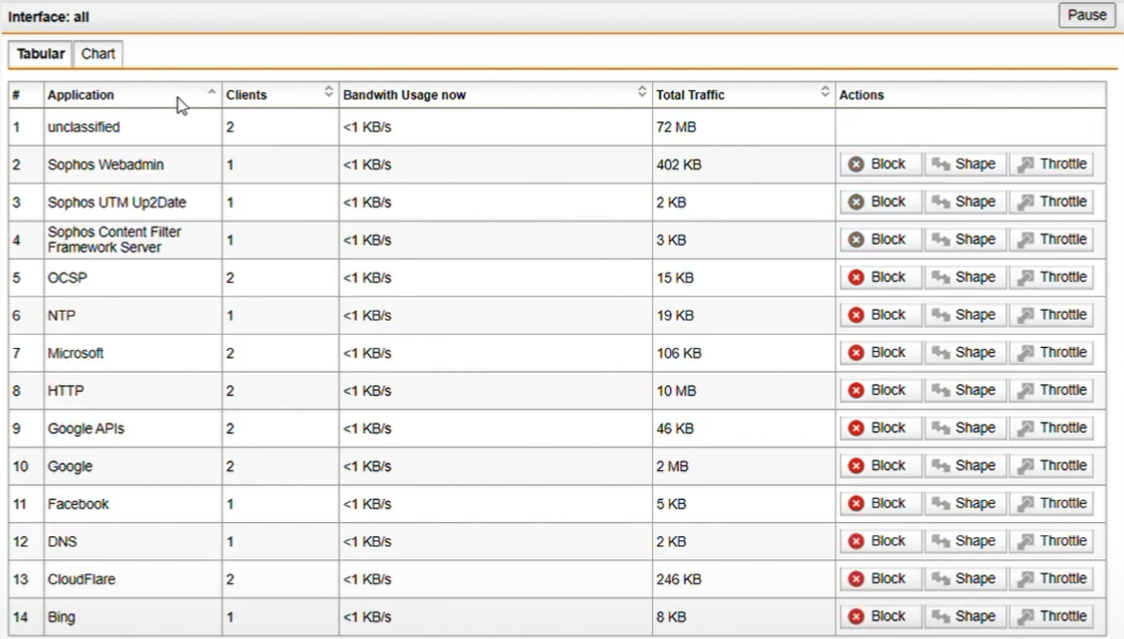 Interface: all Pause
Tabular Chart
# Application Clients Bandwith Usage now Total Traffic Actions
1 unclassified 2 <1 KB/s 72 MB
2 Sophos Webadmin 1 <1 KB/s 402 KB Block Shape Throttle
3 Sophos UTM Up2Date 1 <1 KB/s 2 KB Block Shape Throttle
4 Sophos Content Filter Framework Server 1 <1 KB/s 3 KB Block Shape Throttle
5 OCSP 2 <1 KB/s 15 KB Block Shape Throttle
6 NTP 1 <1 KB/s 19 KB Block Shape Throttle
7 Microsoft 2 <1 KB/s 106 KB Block Shape Throttle
8 HTTP 2 <1 KB/s 10 MB Block Shape Throttle
9 Google APIs 2 <1 KB/s 46 KB Block Shape Throttle
10 Google 2 <1 KB/s 2 MB Block Shape Throttle
11 Facebook 1 <1 KB/s 5 KB Block Shape Throttle
12 DNS 1 <1 KB/s 2 KB Block Shape Throttle
13 CloudFlare 2 <1 KB/s 246 KB Block Shape Throttle
14 Bing 1 <1 KB/s 8 KB Block Shape Throttle